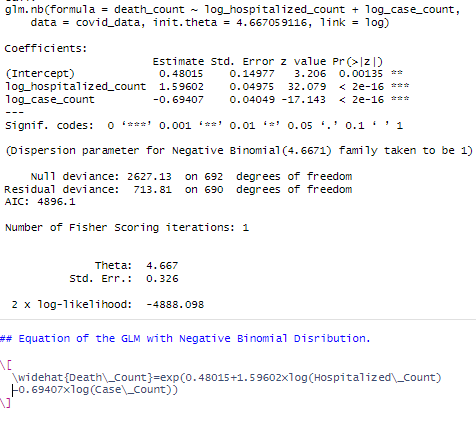 glm.nb(formula = death_count ~ log_hospitalized_count + log_case_count,
data = covid_data, init.theta = 4.667059116, link = log)
Coefficients:
Estimate Std. Error z value Pr(>|z|)
(Intercept) 0.48015 0.14977 3.206 0.00135 **
log_hospitalized_count 1.59602 0.04975 32.079 < 2e-16 ***
log_case_count -0.69407 0.04049 -17.143 < 2e-16 ***
---
Signif. codes: 0 ‘***’ 0.001 ‘**’ 0.01 ‘*’ 0.05 ‘.’ 0.1 ‘ ’ 1
(Dispersion parameter for Negative Binomial(4.6671) family taken to be 1)
Null deviance: 2627.13 on 692 degrees of freedom
Residual deviance: 713.81 on 690 degrees of freedom
AIC: 4896.1
Number of Fisher Scoring iterations: 1
Theta: 4.667
Std. Err.: 0.326
2 x log-likelihood: -4888.098
## Equation of the GLM with Negative Binomial Disribution.
\[
\widehat{Death\_Count}=exp(0.48015+1.59602×log(Hospitalized\_Count)
-0.69407×log(Case\_Count))
\]